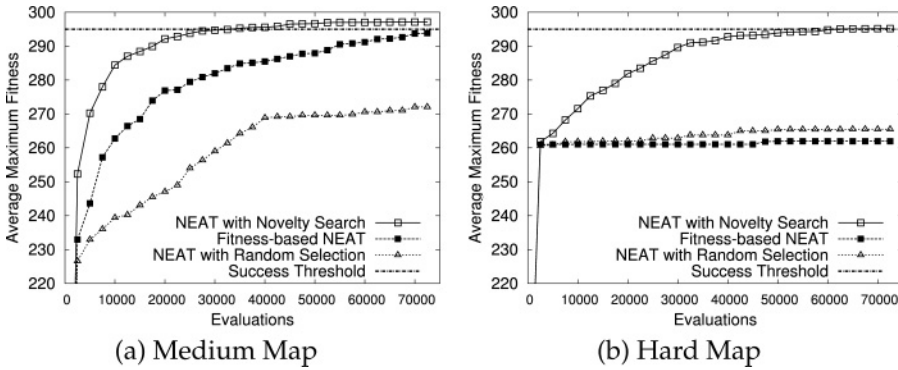 Average Maximum Fitness
300
290
280
270
260
250
240
230
220
NEAT with Novelty Search
Fitness-based NEAT
NEAT with Random Selection
Success Threshold
0 10000 20000 30000 40000 50000 60000 70000
Evaluations
(a) Medium Map
Average Maximum Fitness
300
290
280
270
260
250
240
230
220
NEAT with Novelty Search
Fitness-based NEAT
NEAT with Random Selection
Success Threshold
0 10000 20000 30000 40000 50000 60000 70000
Evaluations
(b) Hard Map